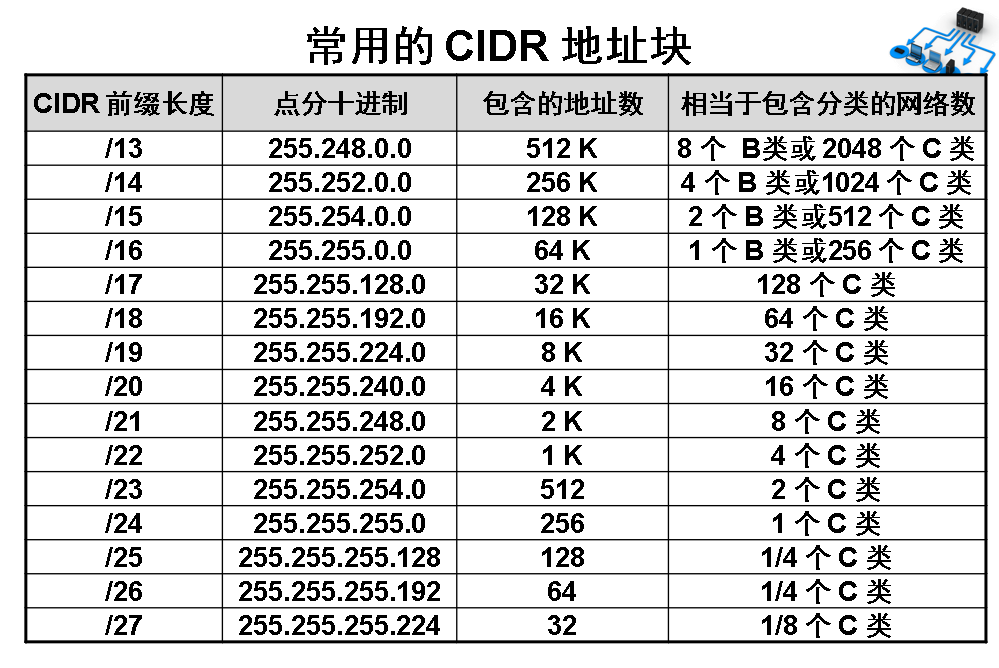 常用的 CIDR 地址块
CIDR 前缀长度 点分十进制 包含的地址数 相当于包含分类的网络数
/13 255.248.0.0 512 K 8 个 B类或 2048 个 C 类
/14 255.252.0.0 256 K 4 个 B 类或1024 个 C 类
/15 255.254.0.0 128 K 2 个 B 类或512 个 C 类
/16 255.255.0.0 64 K 1 个 B 类或256 个 C 类
/17 255.255.128.0 32 K 128 个 C 类
/18 255.255.192.0 16 K 64 个 C 类
/19 255.255.224.0 8 K 32 个 C 类
/20 255.255.240.0 4 K 16 个 C 类
/21 255.255.248.0 2 K 8 个 C 类
/22 255.255.252.0 1 K 4 个 C 类
/23 255.255.254.0 512 2 个 C 类
/24 255.255.255.0 256 1 个 C 类
/25 255.255.255.128 128 1/4 个 C 类
/26 255.255.255.192 64 1/4 个 C 类
/27 255.255.255.224 32 1/8 个 C 类